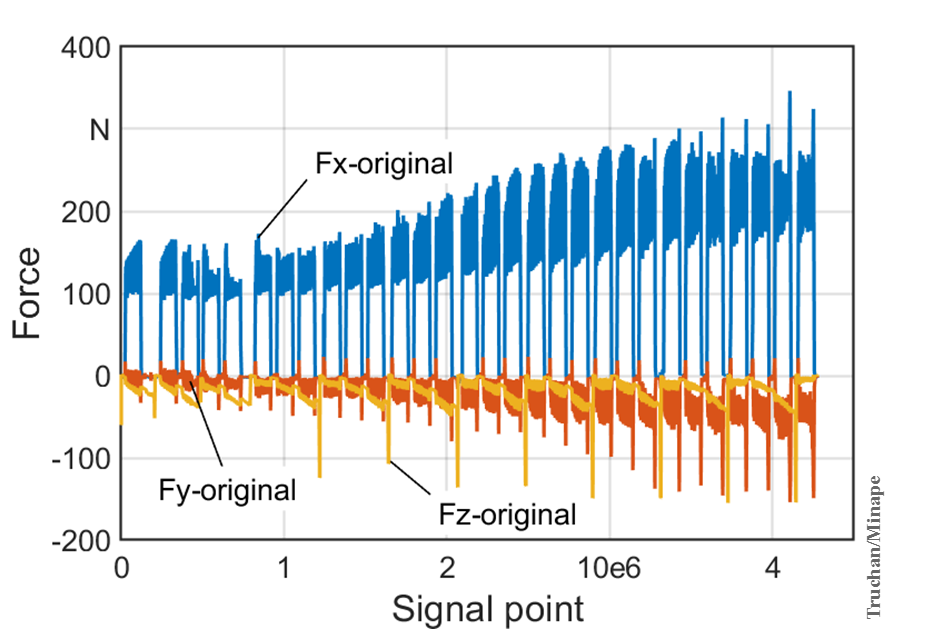 400
N
Fx-original
200
Force
100
0
-100
Fy-original
Fz-original
-200
0 1 2 10e6 4
Signal point
Truchan/Minape